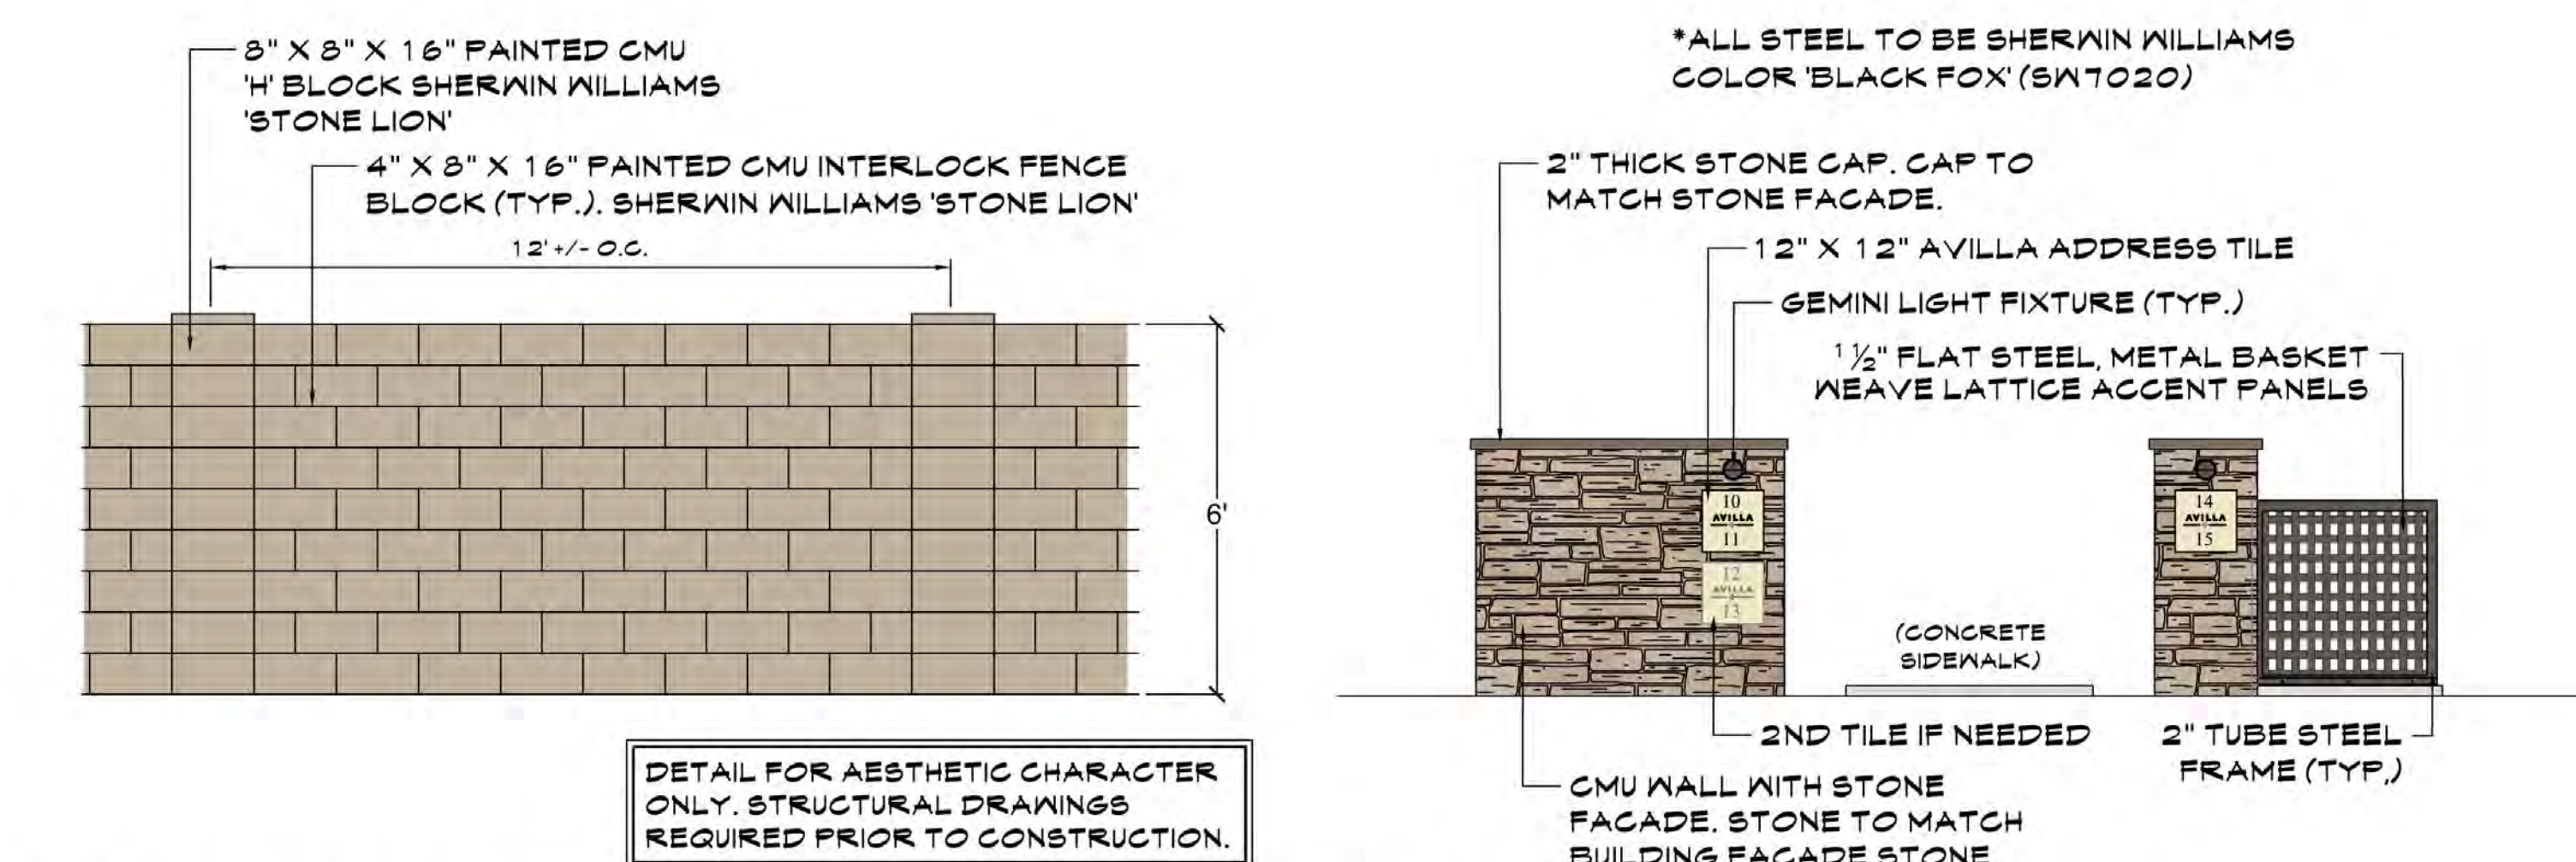 8" X 8" X 16" PAINTED CMU
'H' BLOCK SHERWIN WILLIAMS
'STONE LION'
4" X 8" X 16" PAINTED CMU INTERLOCK FENCE
BLOCK (TYP.). SHERWIN WILLIAMS 'STONE LION'
12' +/- O.C.
6'
DETAIL FOR AESTHETIC CHARACTER
ONLY. STRUCTURAL DRAWINGS
REQUIRED PRIOR TO CONSTRUCTION.
*ALL STEEL TO BE SHERWIN WILLIAMS
COLOR 'BLACK FOX' (SW7020)
2" THICK STONE CAP. CAP TO
MATCH STONE FACADE.
12" X 12" AVILLA ADDRESS TILE
GEMINI LIGHT FIXTURE (TYP.)
1 1/2" FLAT STEEL, METAL BASKET
WEAVE LATTICE ACCENT PANELS
10
AVILLA
11
12
AVILLA
13
14
AVILLA
15
(CONCRETE
SIDEWALK)
2ND TILE IF NEEDED
2" TUBE STEEL
FRAME (TYP,)
CMU WALL WITH STONE
FACADE. STONE TO MATCH
BUILDING FACADE STONE